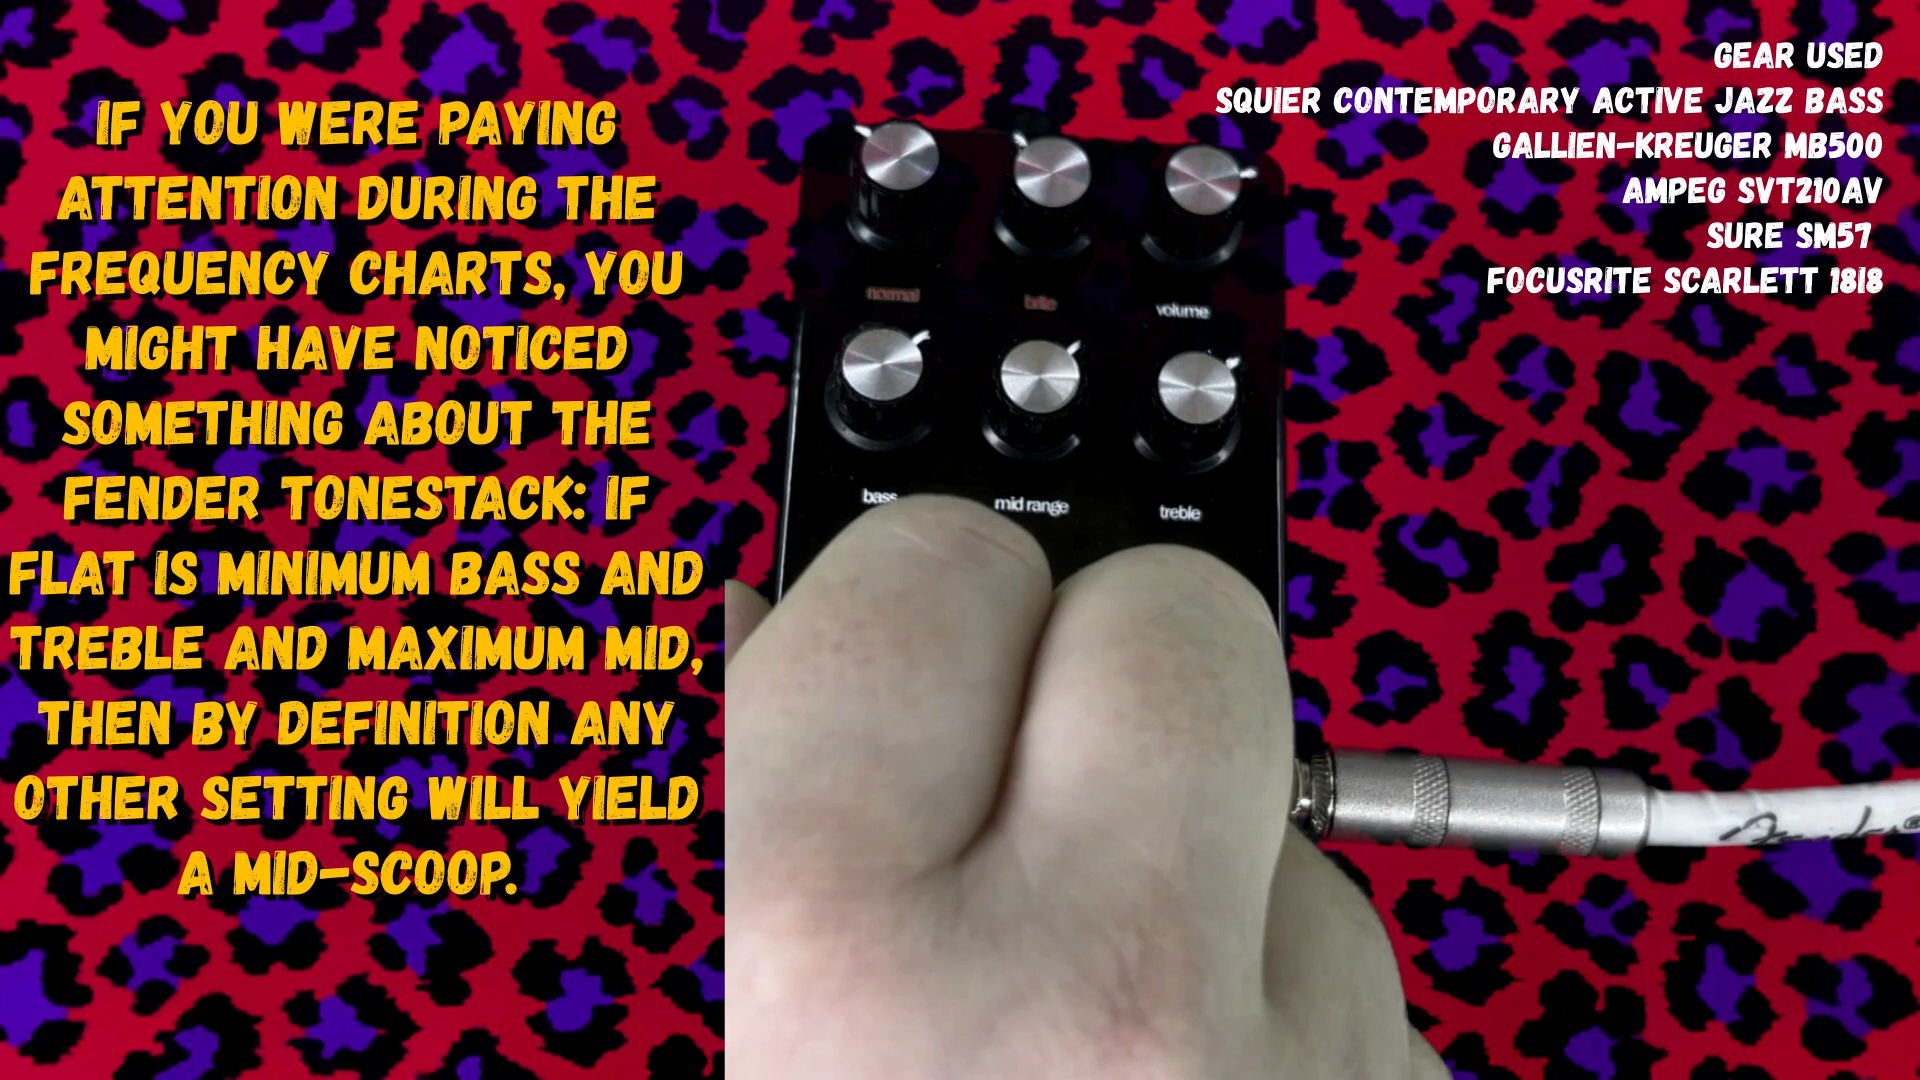 IF YOU WERE PAYING
ATTENTION DURING THE
FREQUENCY CHARTS, YOU
MIGHT HAVE NOTICED
SOMETHING ABOUT THE
FENDER TONESTACK: IF
FLAT IS MINIMUM BASS AND
TREBLE AND MAXIMUM MID,
THEN BY DEFINITION ANY
OTHER SETTING WILL YIELD
A MID-SCOOP.
GEAR USED
SQUIER CONTEMPORARY ACTIVE JAZZ BASS
GALLIEN-KREUGER MB500
AMPEG SVT210AV
SURE SM57
FOCUSRITE SCARLETT 18I8
normal brite volume
bass mid range treble
Fender®